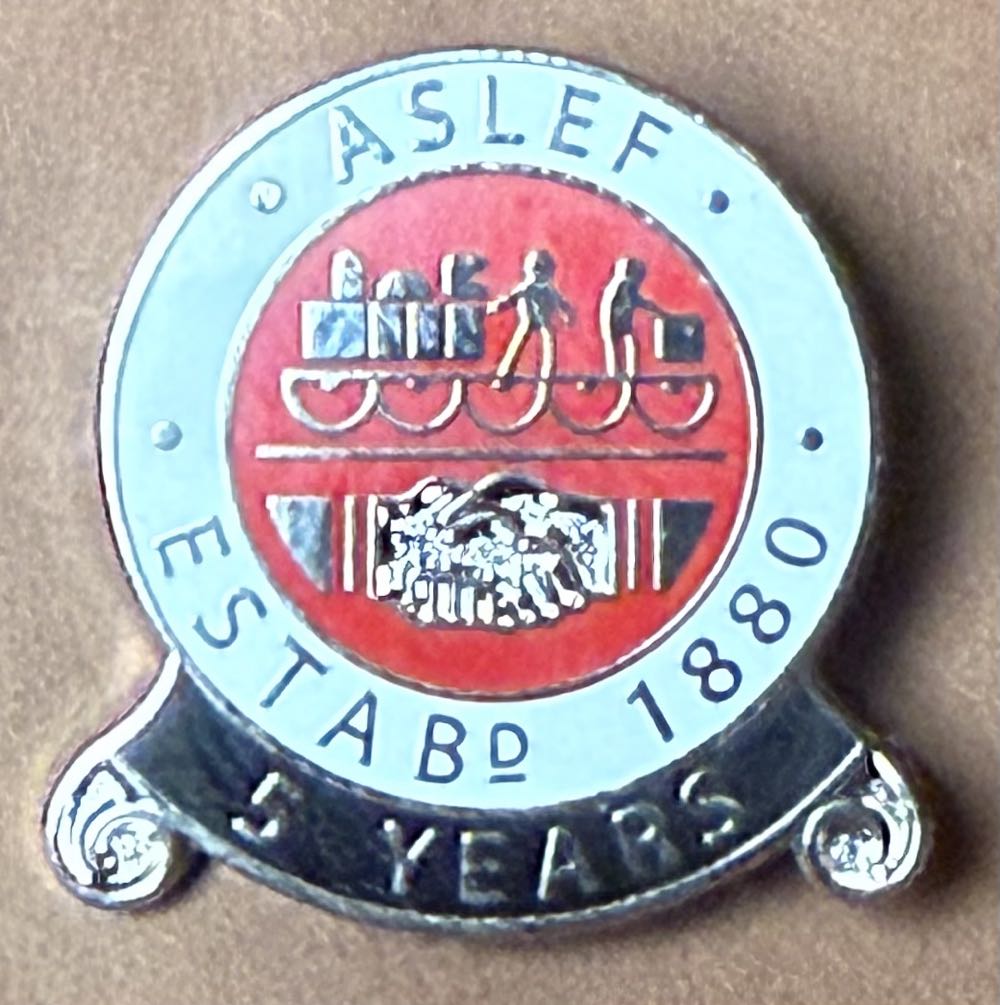 ASLEF
ESTABD 1880
5 YEARS